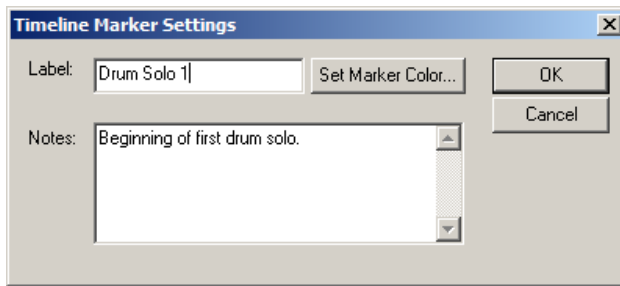 Timeline Marker Settings
Label: Drum Solo 1 Set Marker Color... OK
Cancel
Notes: Beginning of first drum solo.